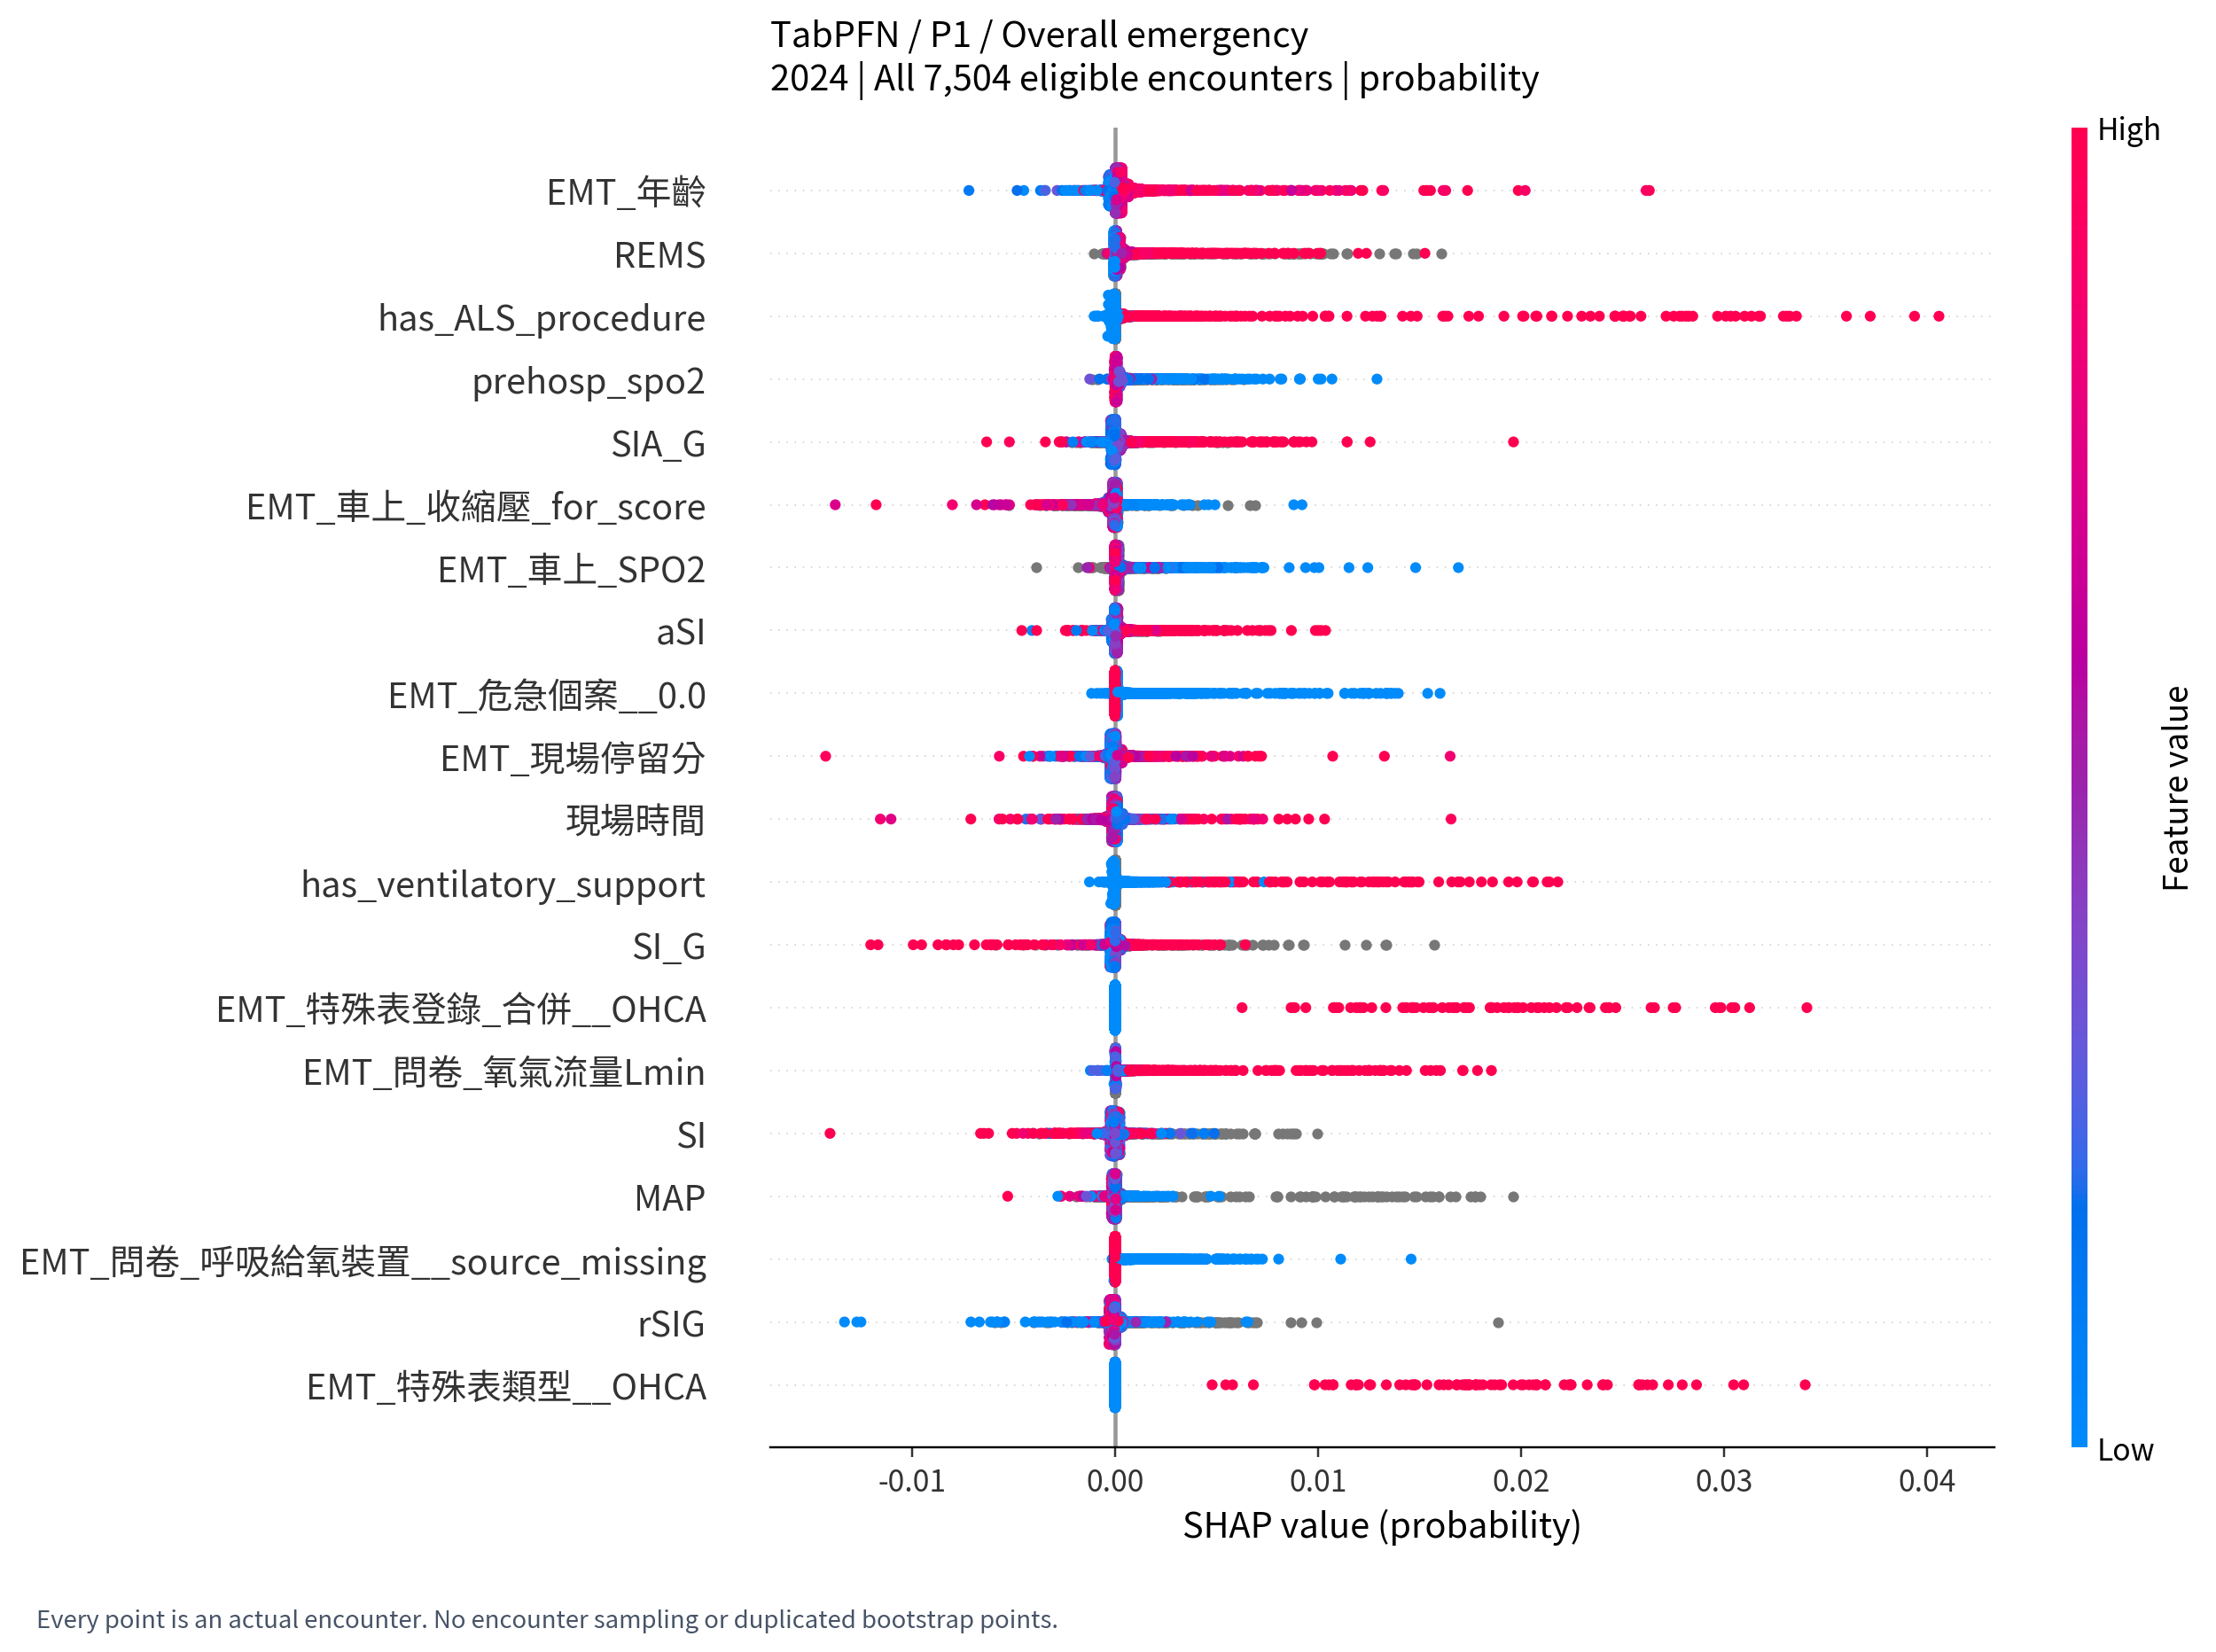 TabPFN / P1 / Overall emergency
2024 | All 7,504 eligible encounters | probability
High
EMT_年齡
REMS
has_ALS_procedure
prehosp_spo2
SIA_G
EMT_車上_收縮壓_for_score
EMT_車上_SPO2
aSI
EMT_危急個案__0.0
EMT_現場停留分
現場時間
has_ventilatory_support
SI_G
EMT_特殊表登錄_合併__OHCA
EMT_問卷_氧氣流量Lmin
SI
MAP
EMT_問卷_呼吸給氧裝置__source_missing
rSIG
EMT_特殊表類型__OHCA
Feature value
Low
-0.01 0.00 0.01 0.02 0.03 0.04
SHAP value (probability)
Every point is an actual encounter. No encounter sampling or duplicated bootstrap points.